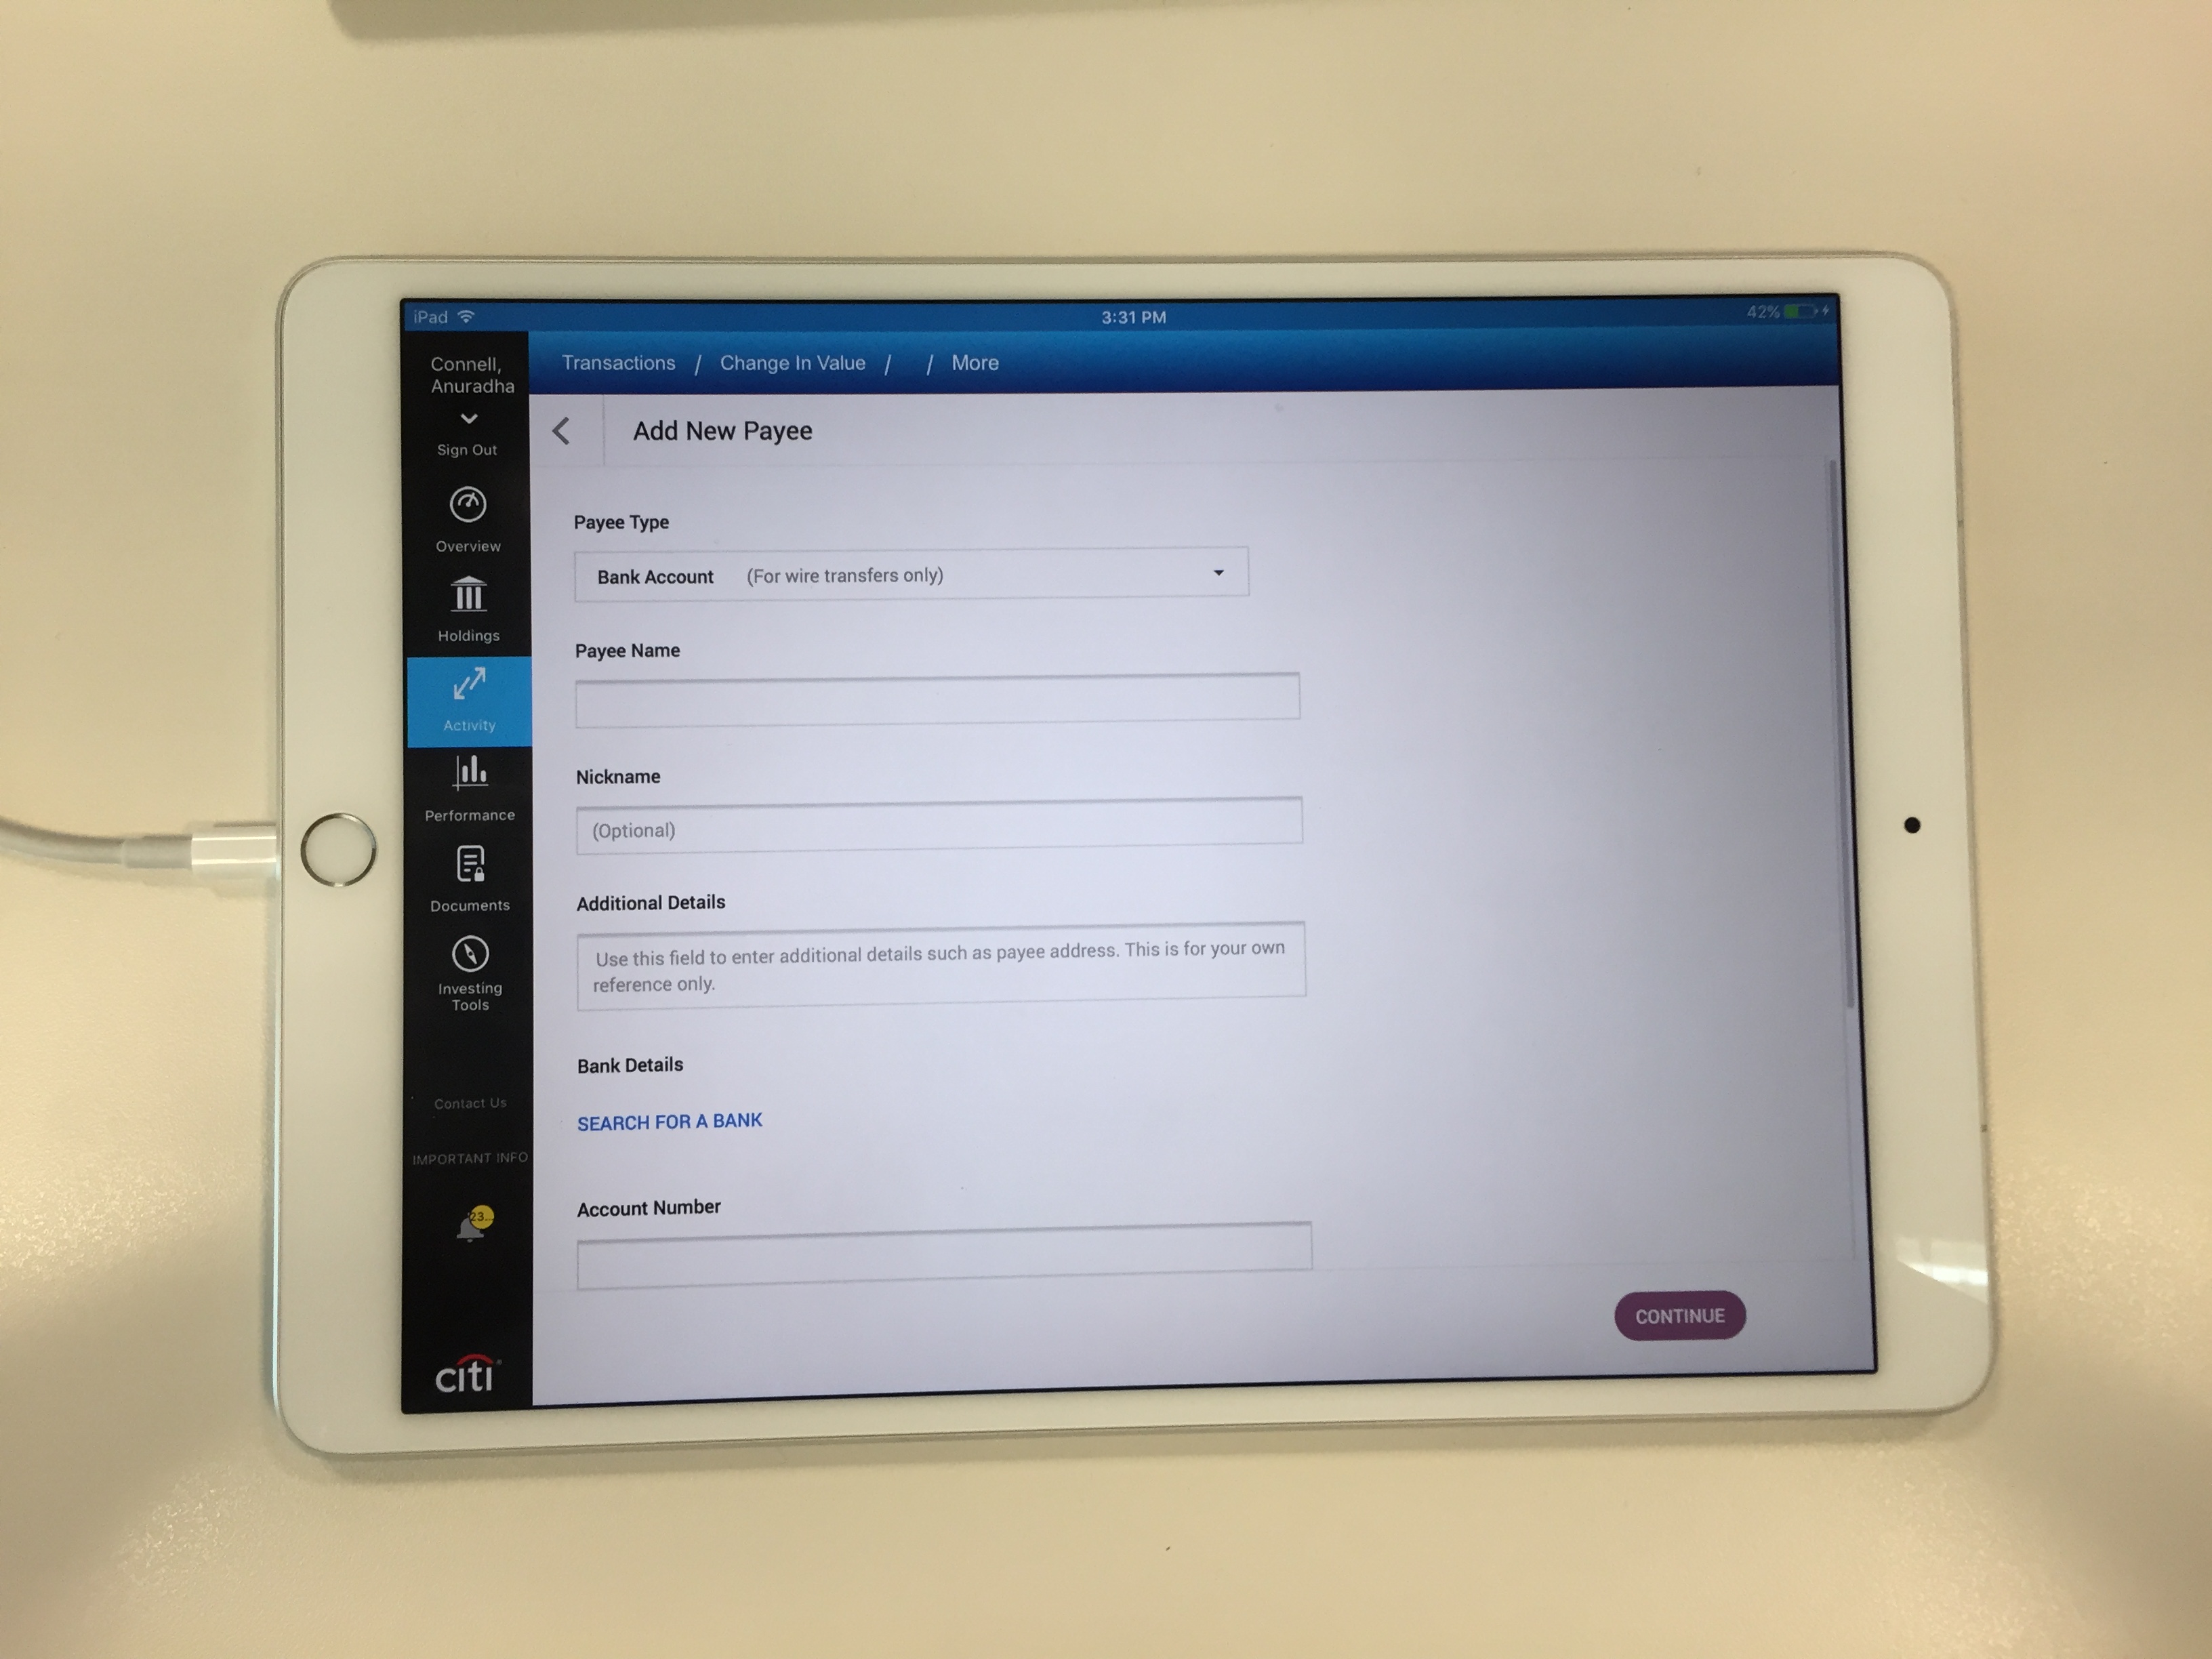 iPad
3:31 PM
42%
Connell,
Anuradha
Sign Out
Overview
Holdings
Activity
Performance
Documents
Investing
Tools
Contact Us
IMPORTANT INFO
23...
citi
Transactions / Change In Value / / More
Add New Payee
Payee Type
Bank Account (For wire transfers only)
Payee Name
Nickname
(Optional)
Additional Details
Use this field to enter additional details such as payee address. This is for your own
reference only.
Bank Details
SEARCH FOR A BANK
Account Number
CONTINUE